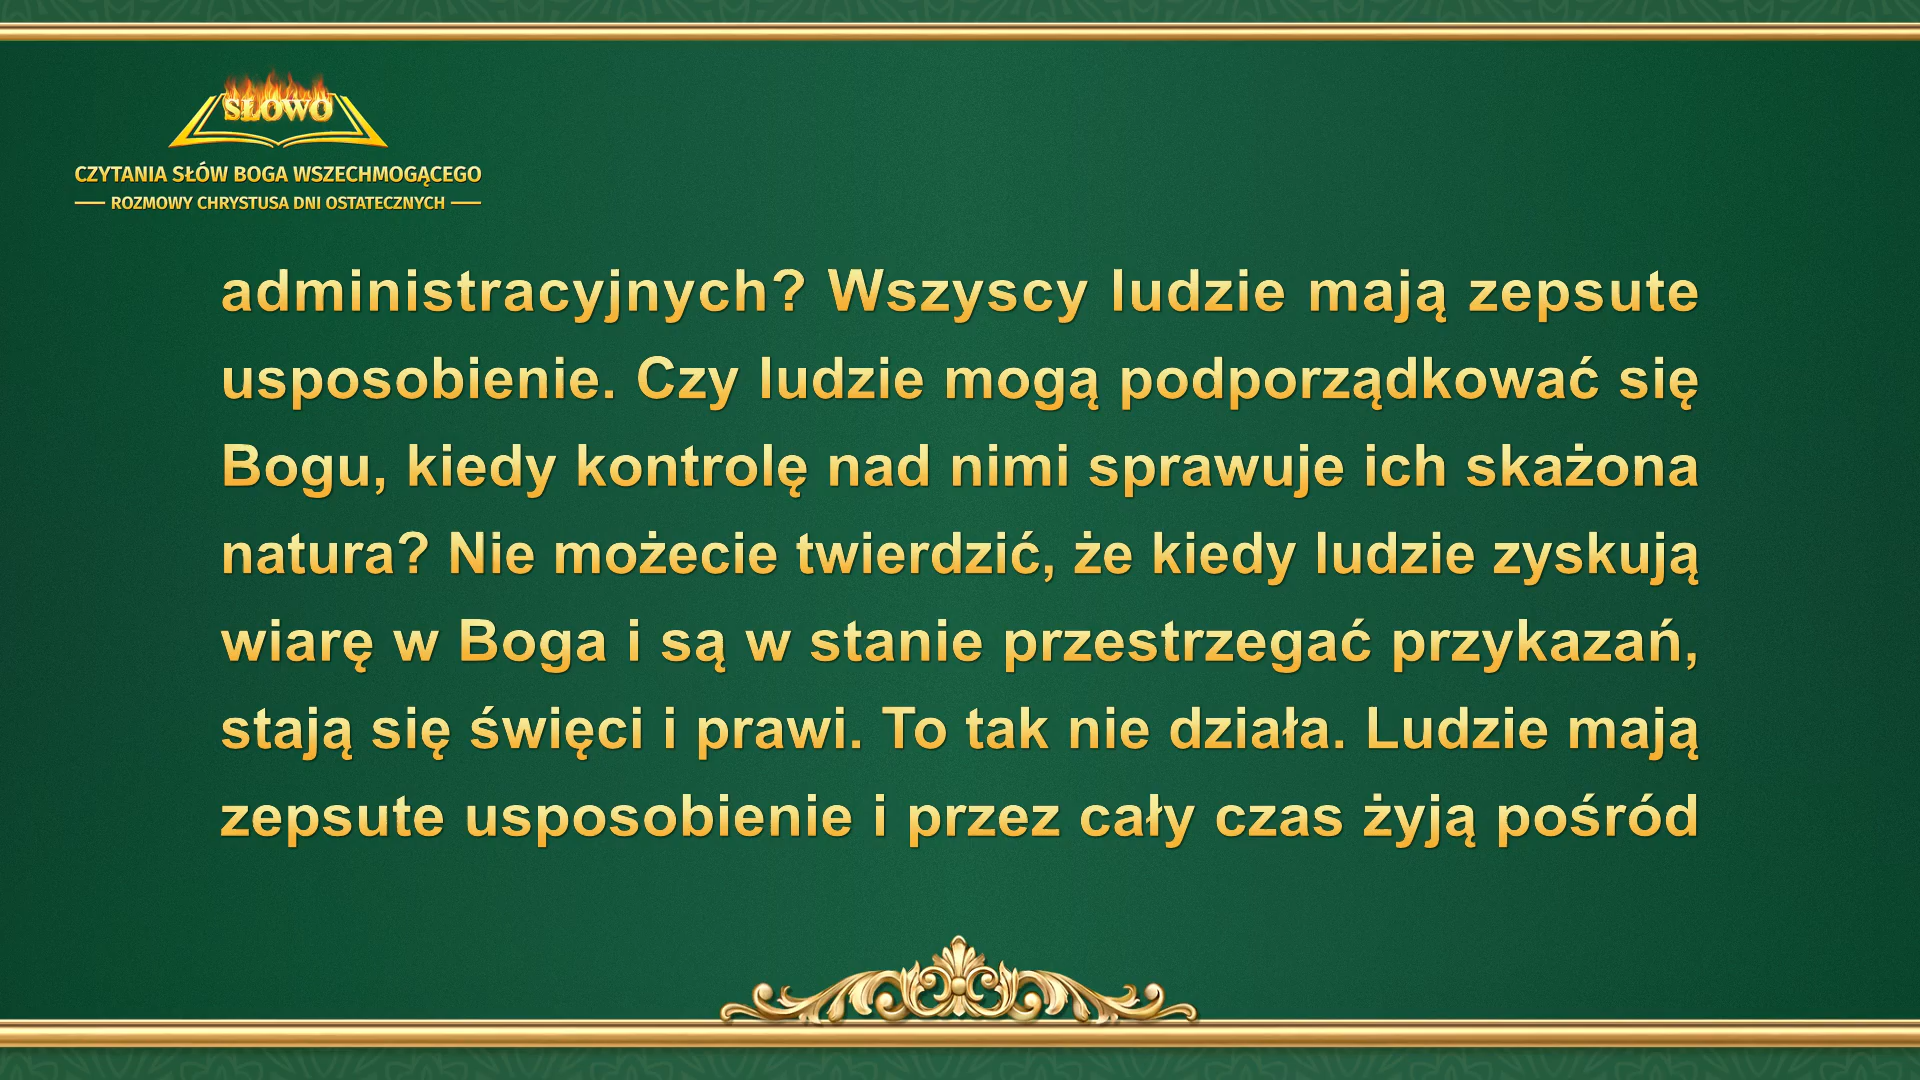 SŁOWO
CZYTANIA SŁÓW BOGA WSZECHMOGĄCEGO
ROZMOWY CHRYSTUSA DNI OSTATECZNYCH
administracyjnych? Wszyscy ludzie mają zepsute
usposobienie. Czy ludzie mogą podporządkować się
Bogu, kiedy kontrolę nad nimi sprawuje ich skażona
natura? Nie możecie twierdzić, że kiedy ludzie zyskują
wiarę w Boga i są w stanie przestrzegać przykazań,
stają się święci i prawi. To tak nie działa. Ludzie mają
zepsute usposobienie i przez cały czas żyją pośród